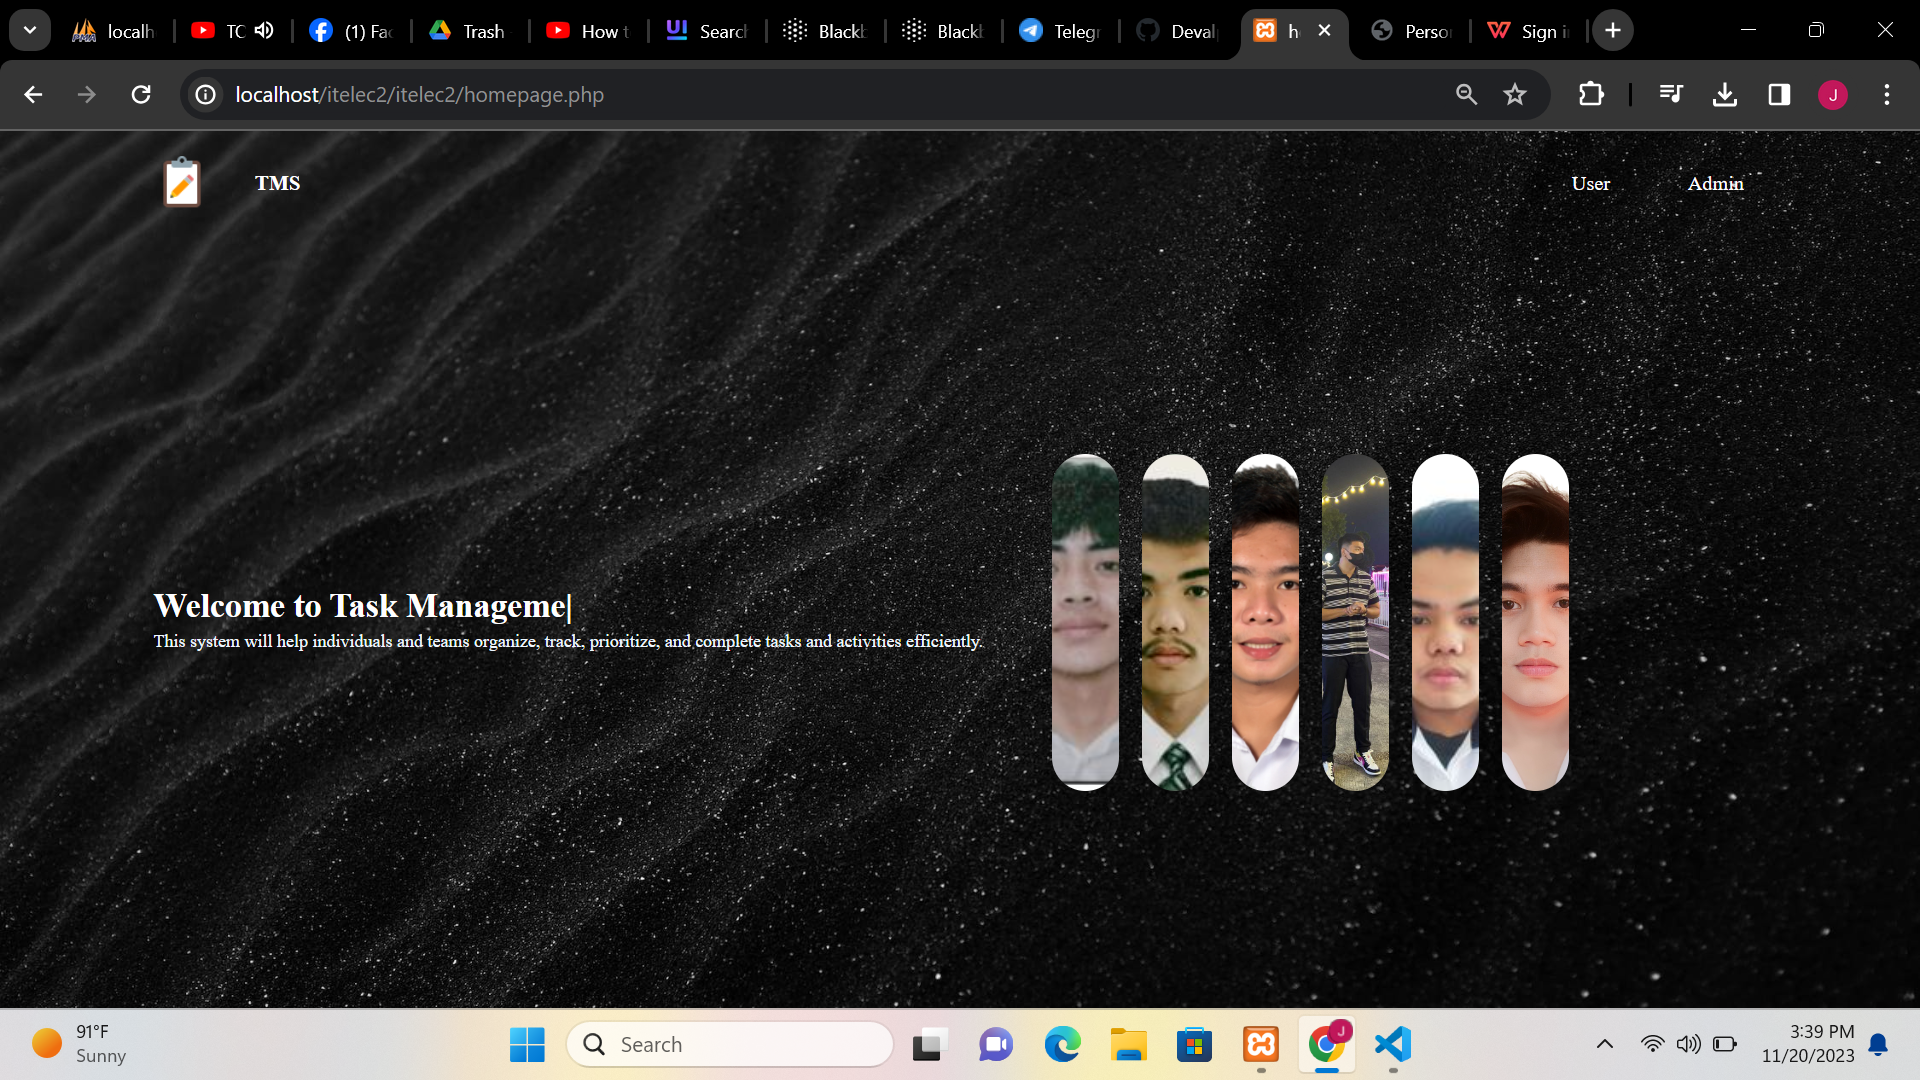 localh
TC
(1) Fac
Trash
How t
Search
Blackb
Blackb
Telegr
Deval
h
Perso
Sign i
localhost/itelec2/itelec2/homepage.php
J
TMS
User
Admin
Welcome to Task Manageme|
This system will help individuals and teams organize, track, prioritize, and complete tasks and activities efficiently.
91°F
Sunny
Search
J
3:39 PM
11/20/2023